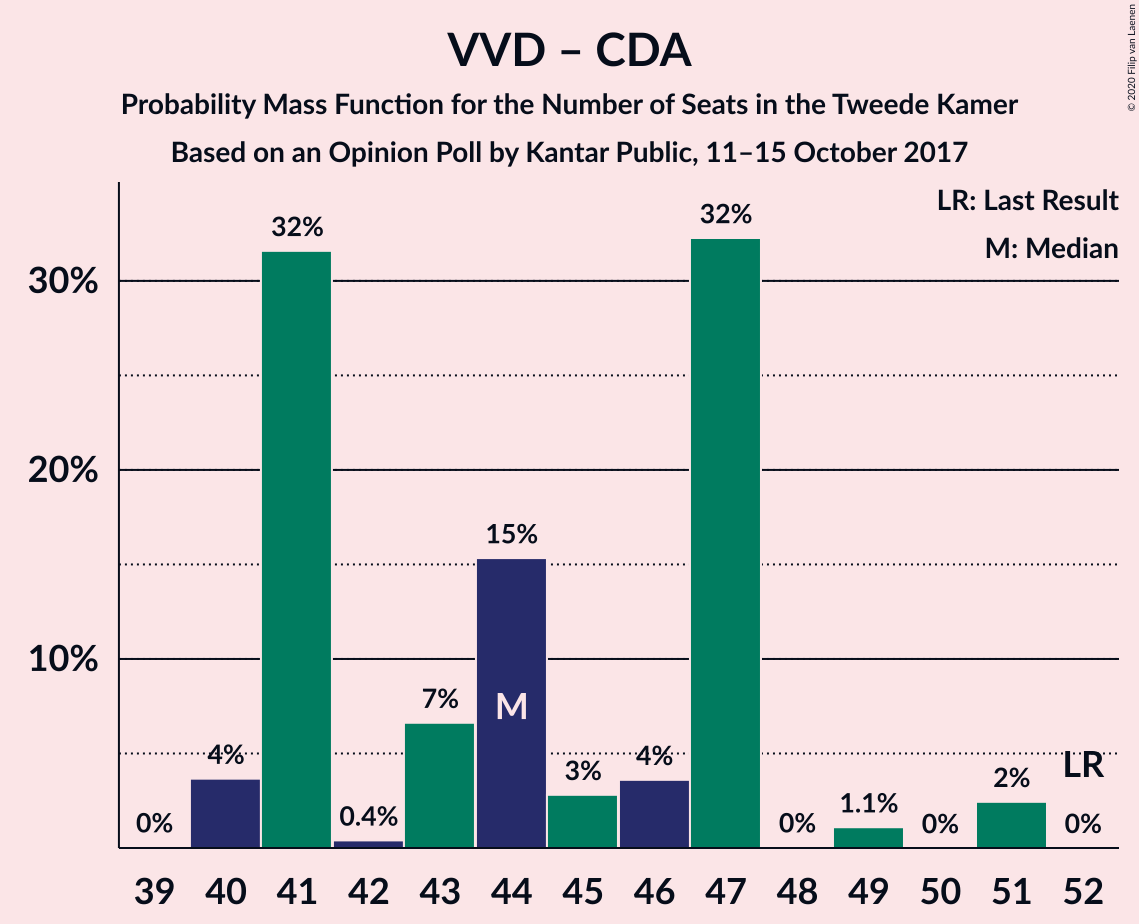 VVD – CDA
Probability Mass Function for the Number of Seats in the Tweede Kamer
Based on an Opinion Poll by Kantar Public, 11–15 October 2017
© 2020 Filip van Laenen
LR: Last Result
M: Median
30%
20%
10%
0%
4%
32%
0.4%
7%
15%
3%
4%
32%
0%
1.1%
0%
2%
0%
M
LR
39 40 41 42 43 44 45 46 47 48 49 50 51 52